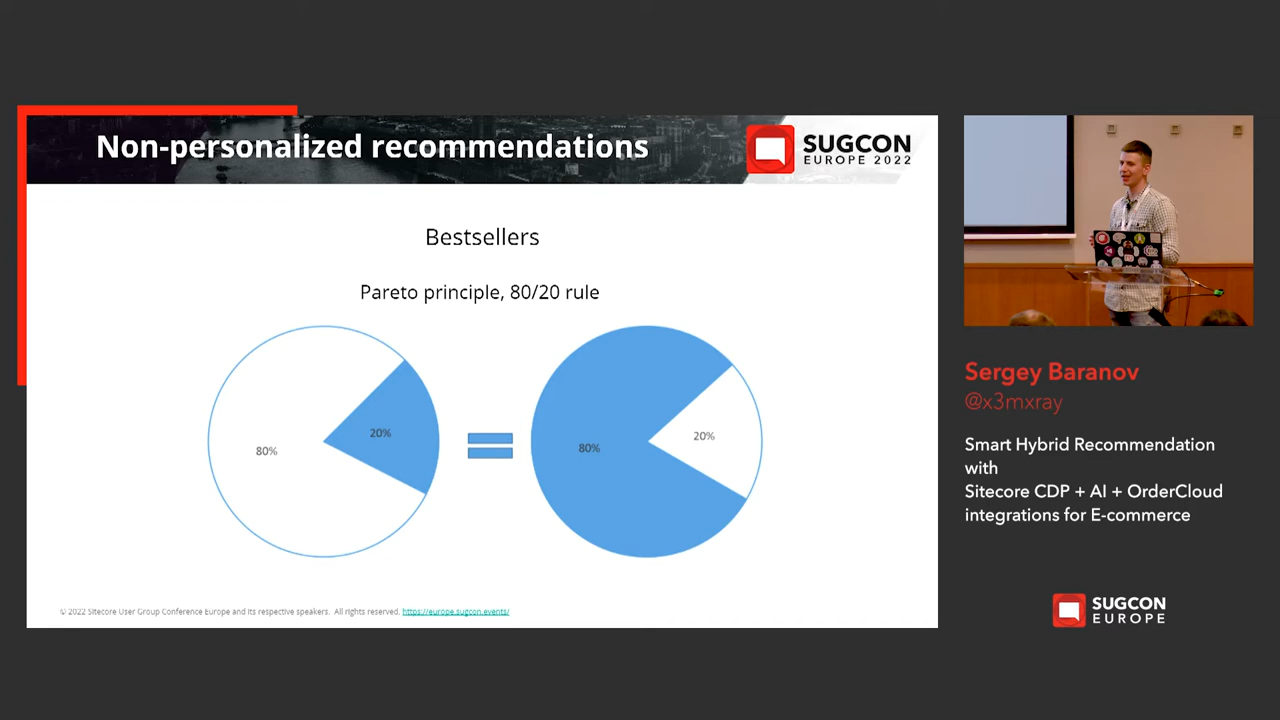 Non-personalized recommendations
SUGCON
EUROPE 2022
Bestsellers
Pareto principle, 80/20 rule
80%
20%
80%
20%
© 2022 Sitecore User Group Conference Europe and its respective speakers. All rights reserved. https://europe.sugcon.events/
Sergey Baranov
@x3mxray
Smart Hybrid Recommendation
with
Sitecore CDP + AI + OrderCloud
integrations for E-commerce
SUGCON
EUROPE